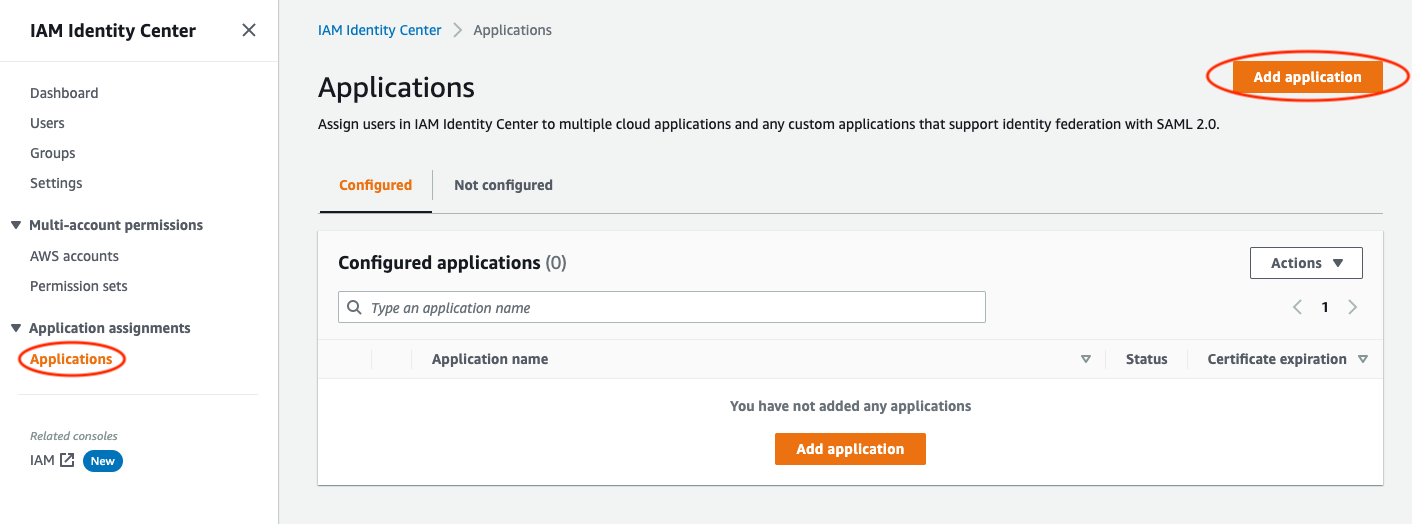 IAM Identity Center
Dashboard
Users
Groups
Settings
Multi-account permissions
AWS accounts
Permission sets
Application assignments
Applications
Related consoles
IAM New
IAM Identity Center > Applications
Applications
Add application
Assign users in IAM Identity Center to multiple cloud applications and any custom applications that support identity federation with SAML 2.0.
Configured Not configured
Configured applications (0)
Actions
Type an application name
1
Application name Status Certificate expiration
You have not added any applications
Add application